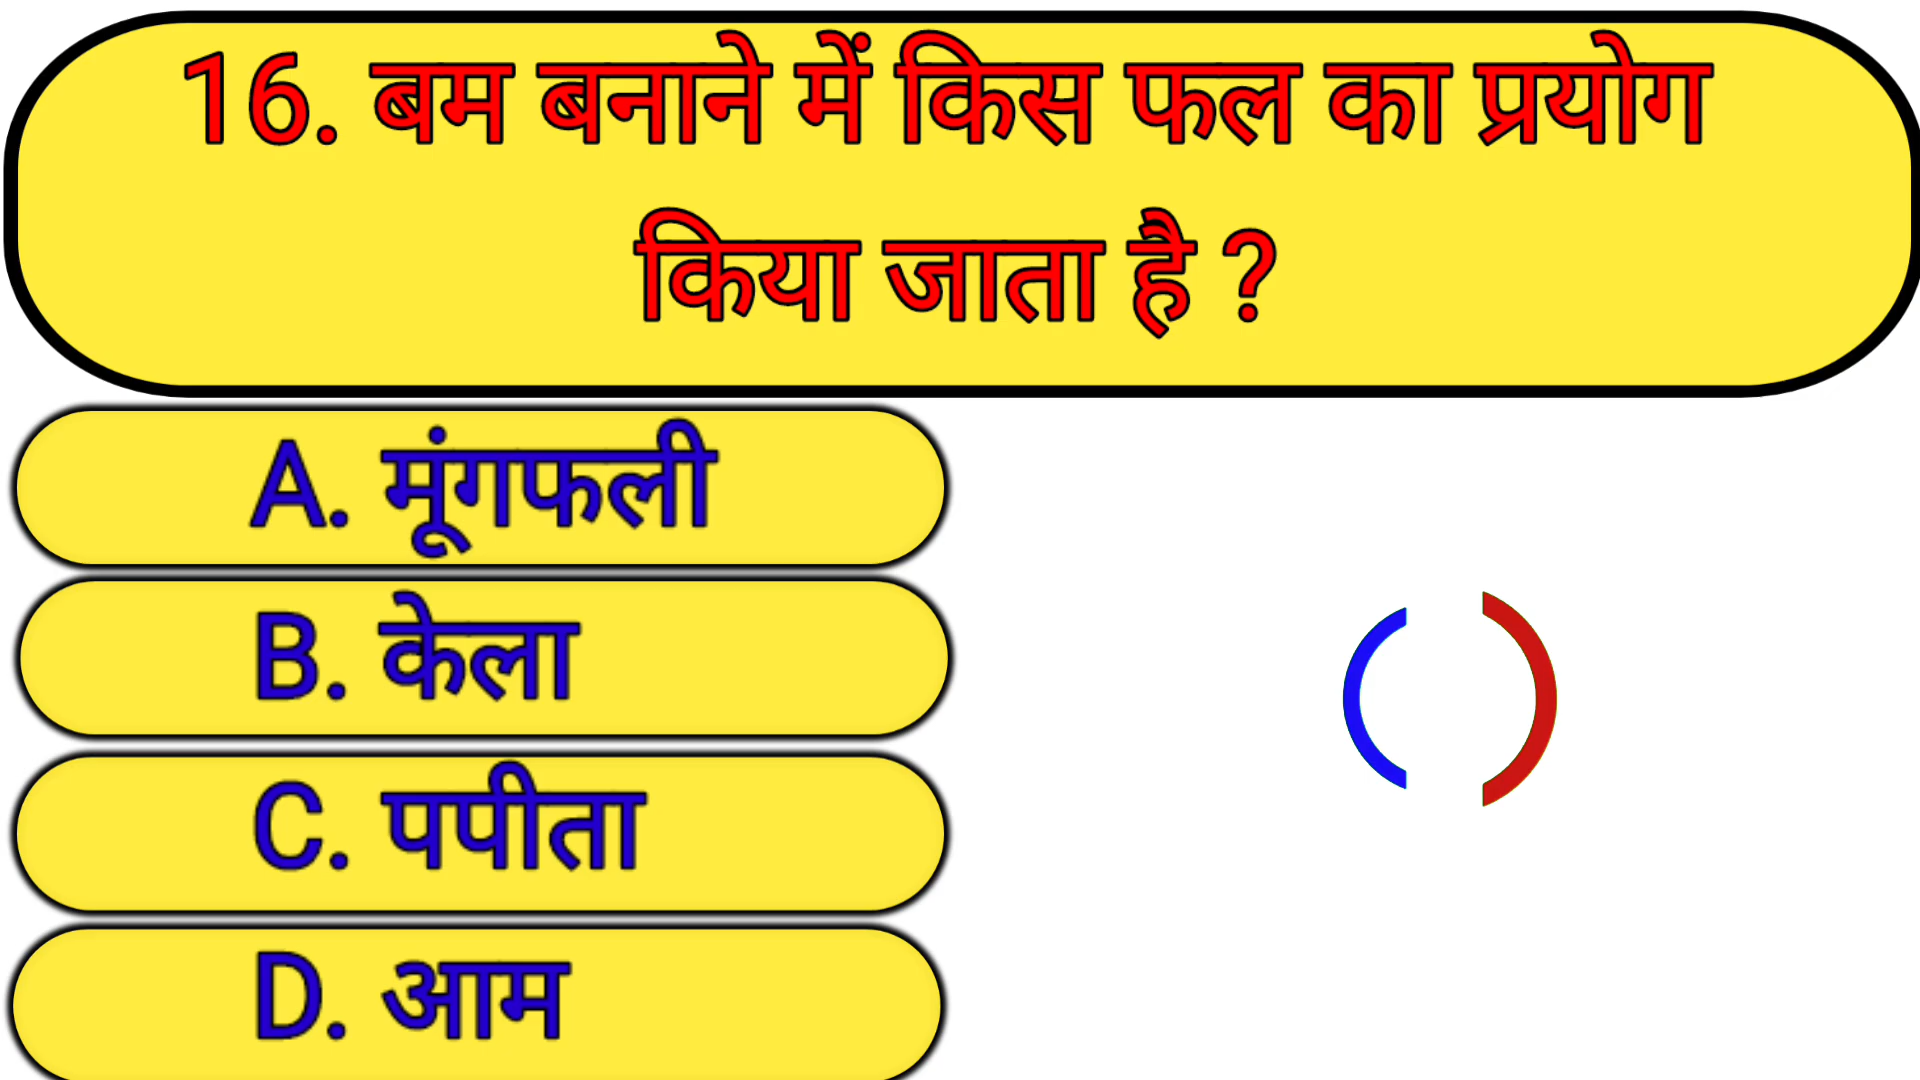 16. बम बनाने में किस फल का प्रयोग
किया जाता है ?
A. मूंगफली
B. केला
C. पपीता
D. आम